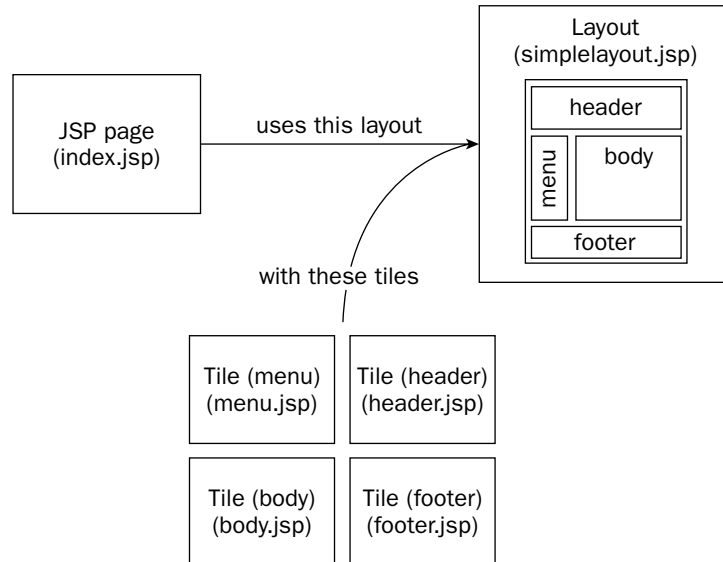 Layout
(simplelayout.jsp)
header
menu
body
footer
JSP page
(index.jsp)
uses this layout
with these tiles
Tile (menu)
(menu.jsp)
Tile (header)
(header.jsp)
Tile (body)
(body.jsp)
Tile (footer)
(footer.jsp)